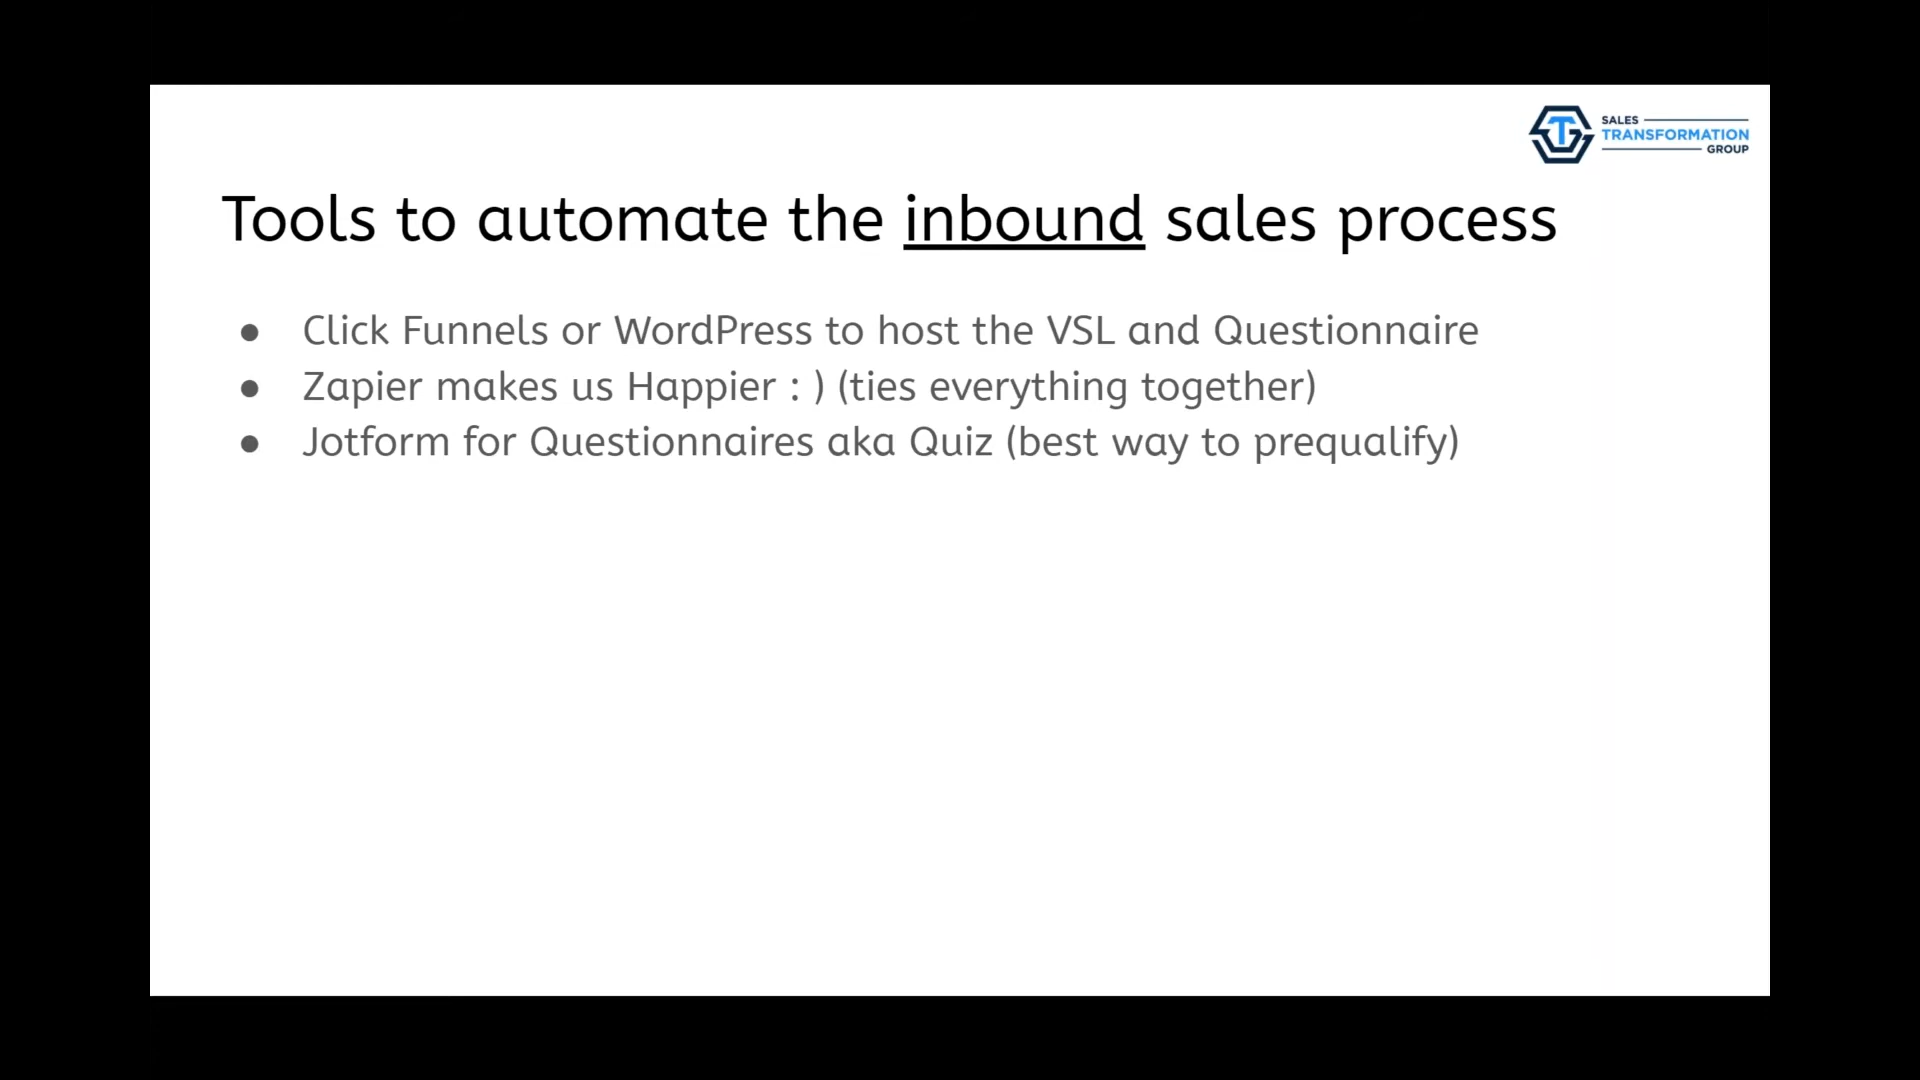 SALES
TRANSFORMATION
GROUP
Tools to automate the inbound sales process
● Click Funnels or WordPress to host the VSL and Questionnaire
● Zapier makes us Happier : ) (ties everything together)
● Jotform for Questionnaires aka Quiz (best way to prequalify)